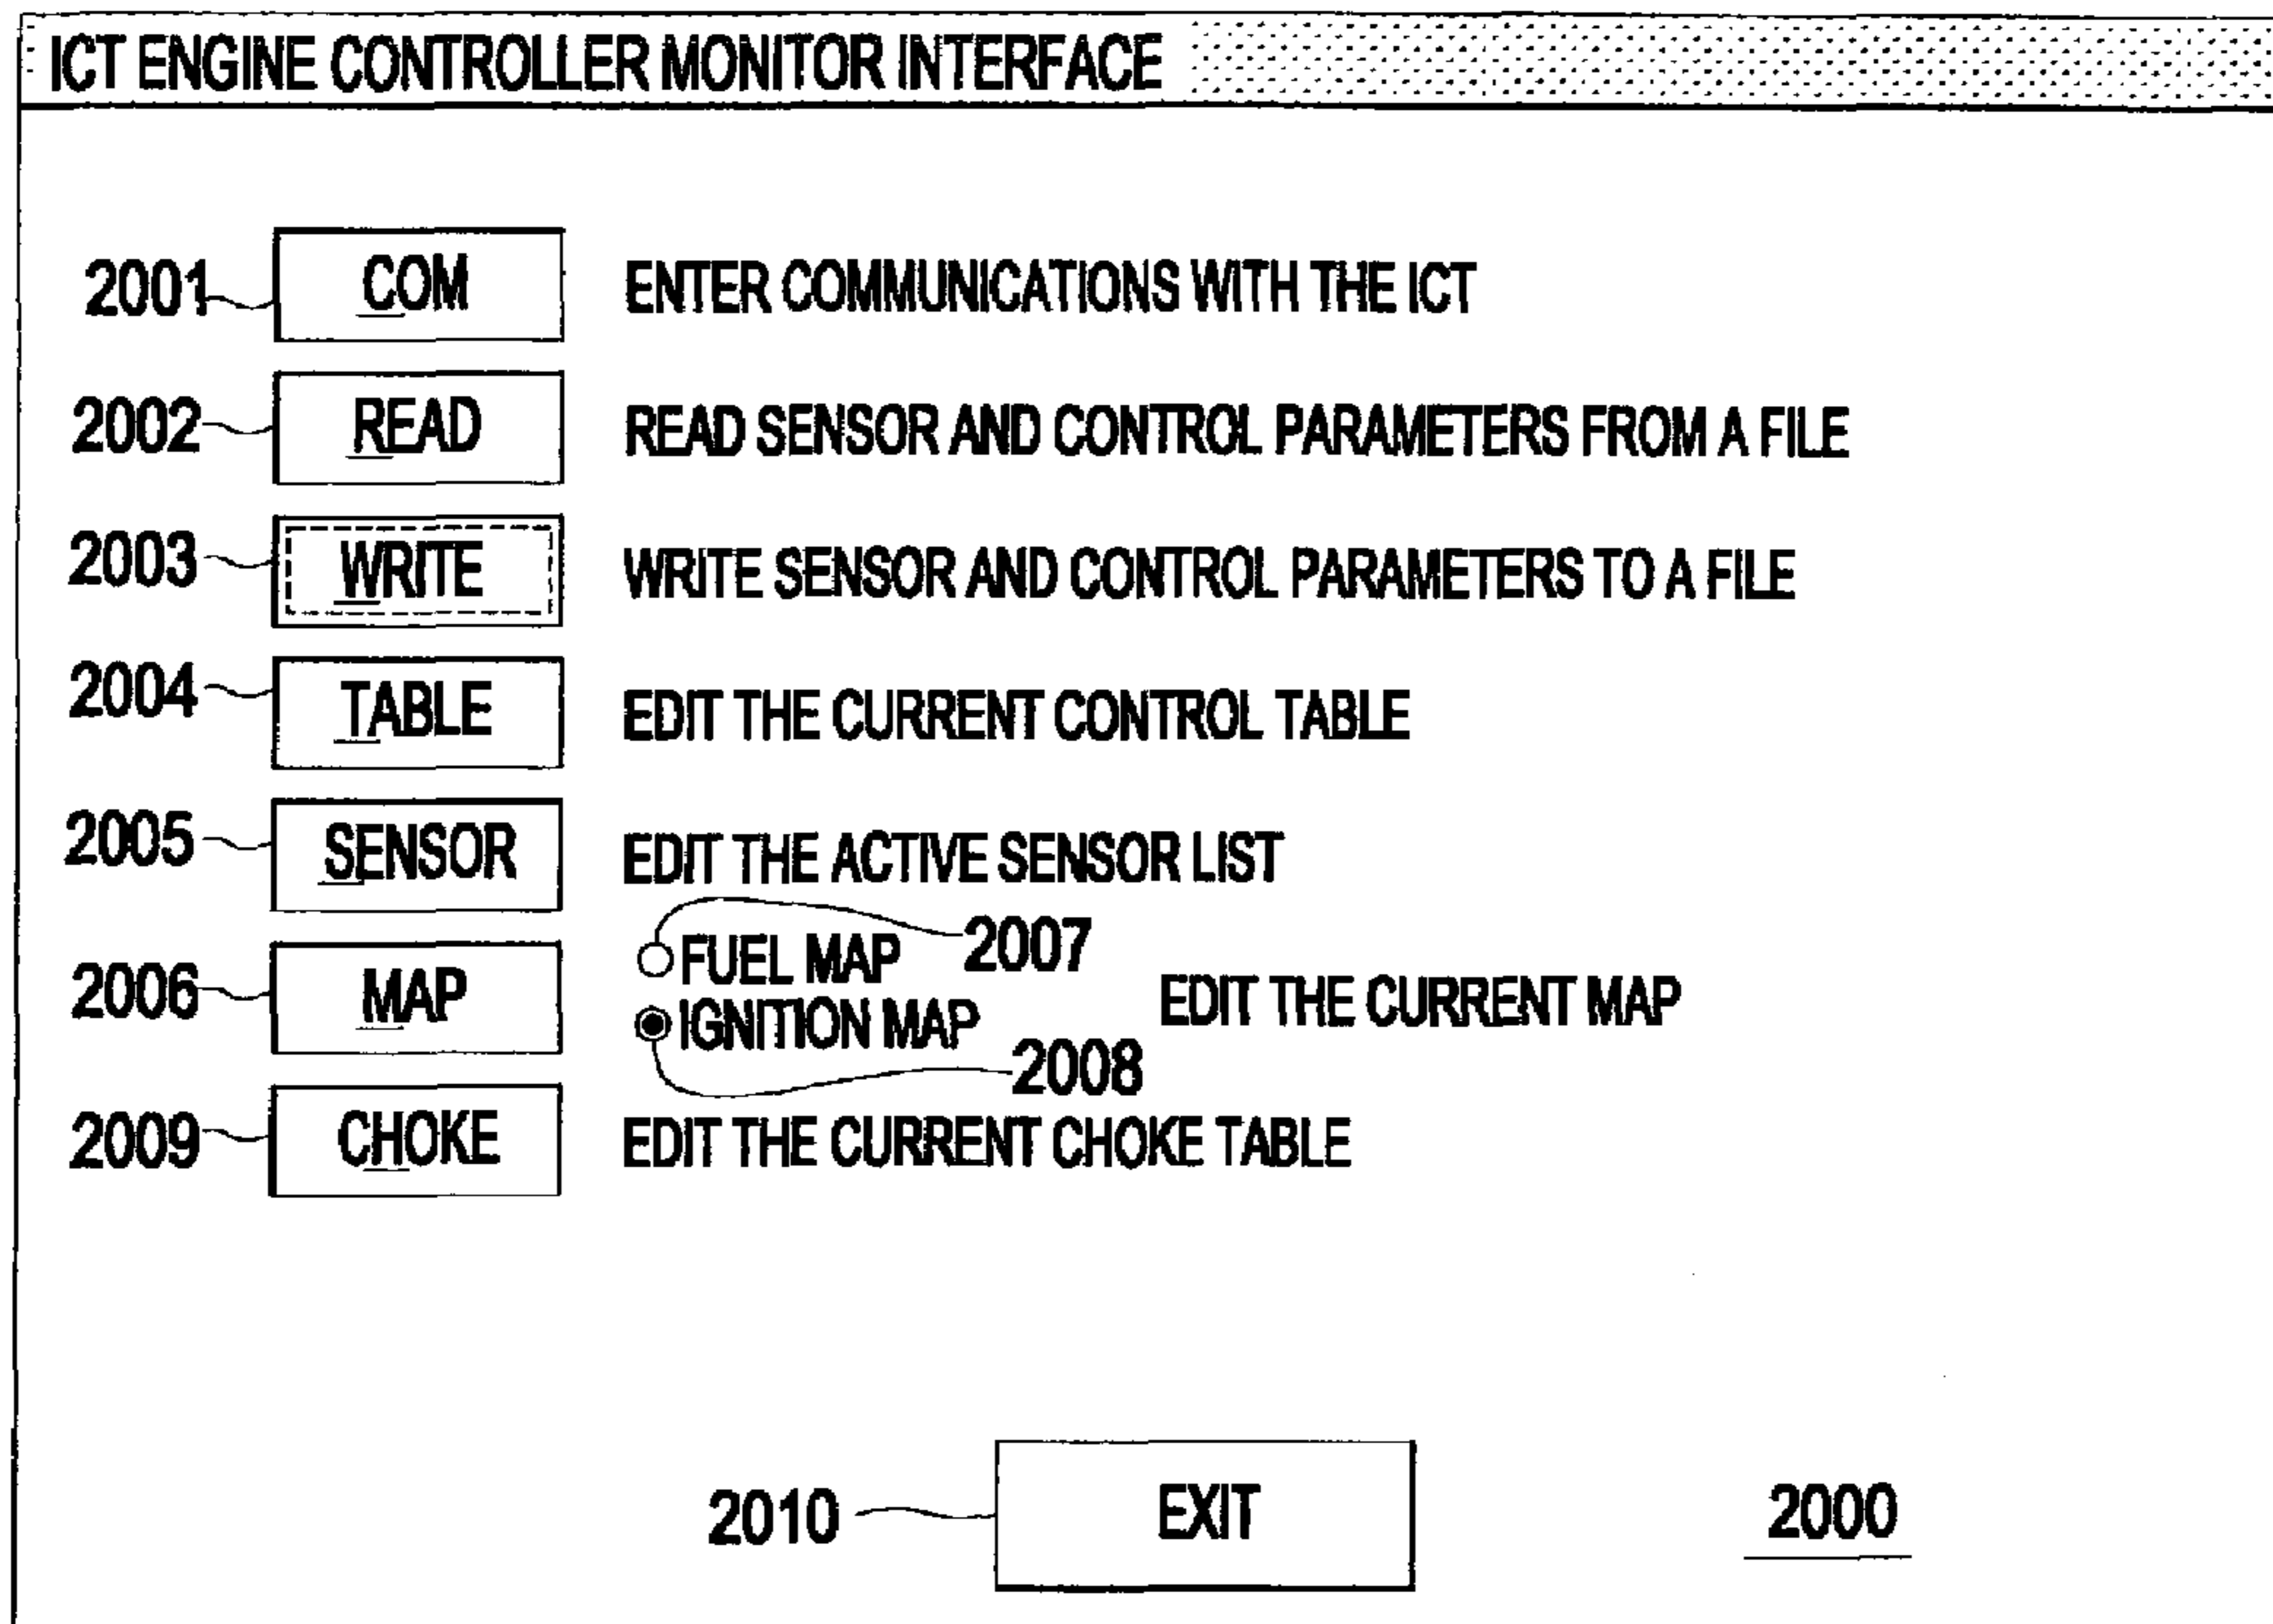 ICT ENGINE CONTROLLER MONITOR INTERFACE
2001 COM ENTER COMMUNICATIONS WITH THE ICT
2002 READ READ SENSOR AND CONTROL PARAMETERS FROM A FILE
2003 WRITE WRITE SENSOR AND CONTROL PARAMETERS TO A FILE
2004 TABLE EDIT THE CURRENT CONTROL TABLE
2005 SENSOR EDIT THE ACTIVE SENSOR LIST
FUEL MAP 2007
2006 MAP EDIT THE CURRENT MAP
IGNITION MAP
2008
2009 CHOKE EDIT THE CURRENT CHOKE TABLE
2010 EXIT 2000